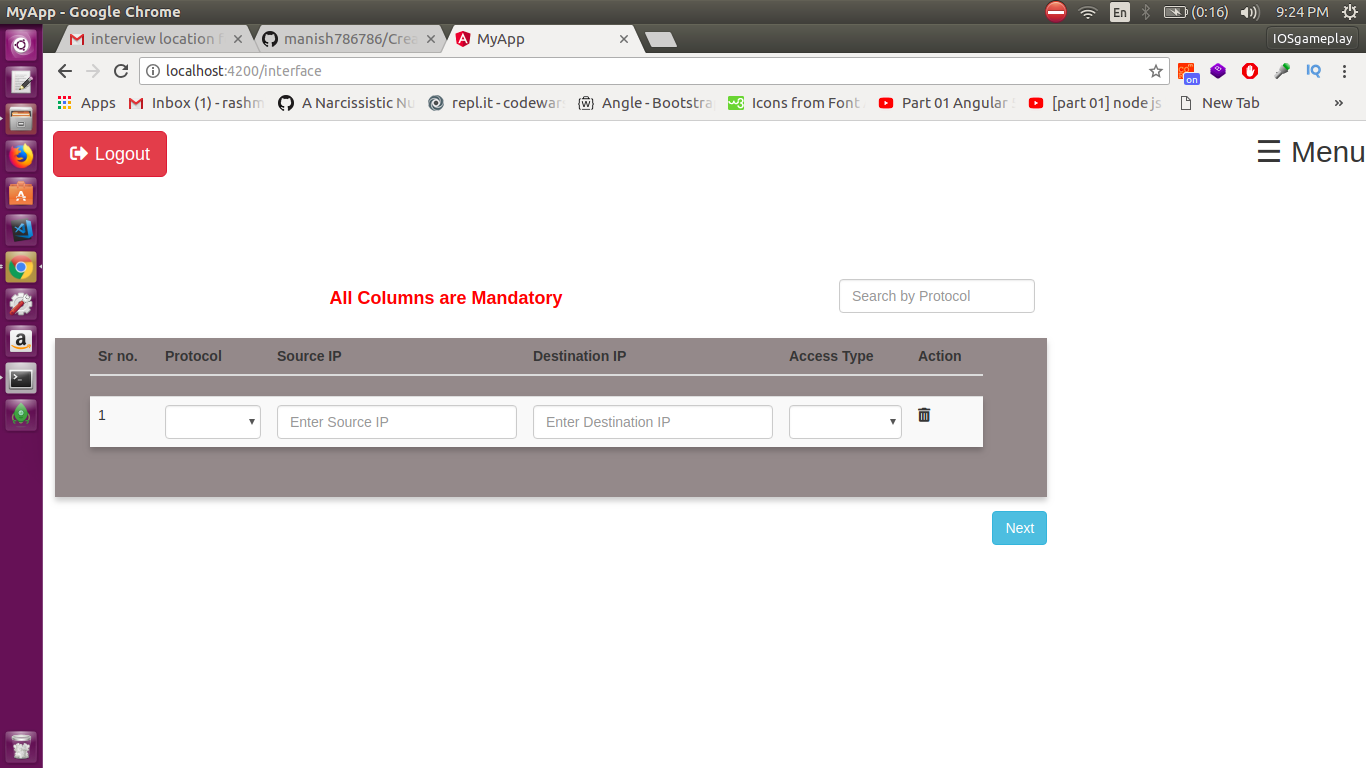 MyApp - Google Chrome
En
(0:16)
9:24 PM
interview location
manish786786/Crea
MyApp
IOSgameplay
localhost:4200/interface
on
IQ
Apps
Inbox (1) - rashm
A Narcissistic Nu
repl.it - codewar
Angle - Bootstra
Icons from Font
Part 01 Angular
[part 01] node js
New Tab
»
Logout
☰ Menu
All Columns are Mandatory
Search by Protocol
Sr no. Protocol Source IP Destination IP Access Type Action
1 Enter Source IP Enter Destination IP
Next